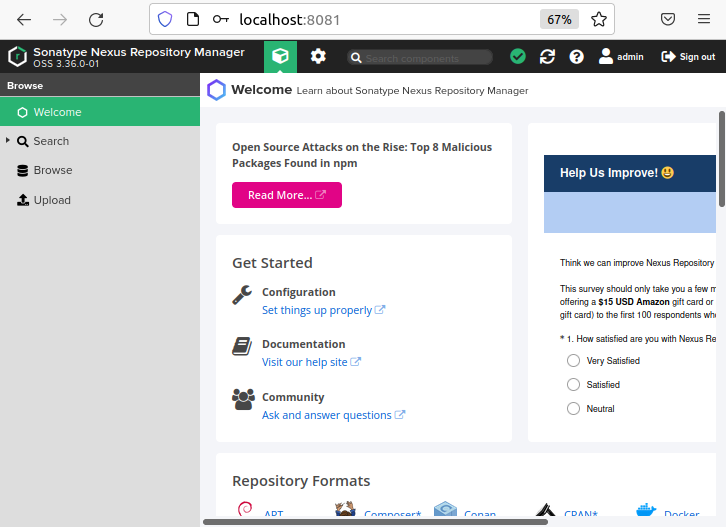 localhost:8081
67%
Sonatype Nexus Repository Manager
OSS 3.36.0-01
Search components
admin
Sign out
Browse
Welcome
Learn about Sonatype Nexus Repository Manager
Welcome
Search
Browse
Upload
Open Source Attacks on the Rise: Top 8 Malicious
Packages Found in npm
Read More...
Get Started
Configuration
Set things up properly
Documentation
Visit our help site
Community
Ask and answer questions
Help Us Improve! 😃
Think we can improve Nexus Repository
This survey should only take you a few m
offering a $15 USD Amazon gift card or
gift card) to the first 100 respondents who
* 1. How satisfied are you with Nexus Re
Very Satisfied
Satisfied
Neutral
Repository Formats
APT
Composer*
Conan
CRAN*
Docker